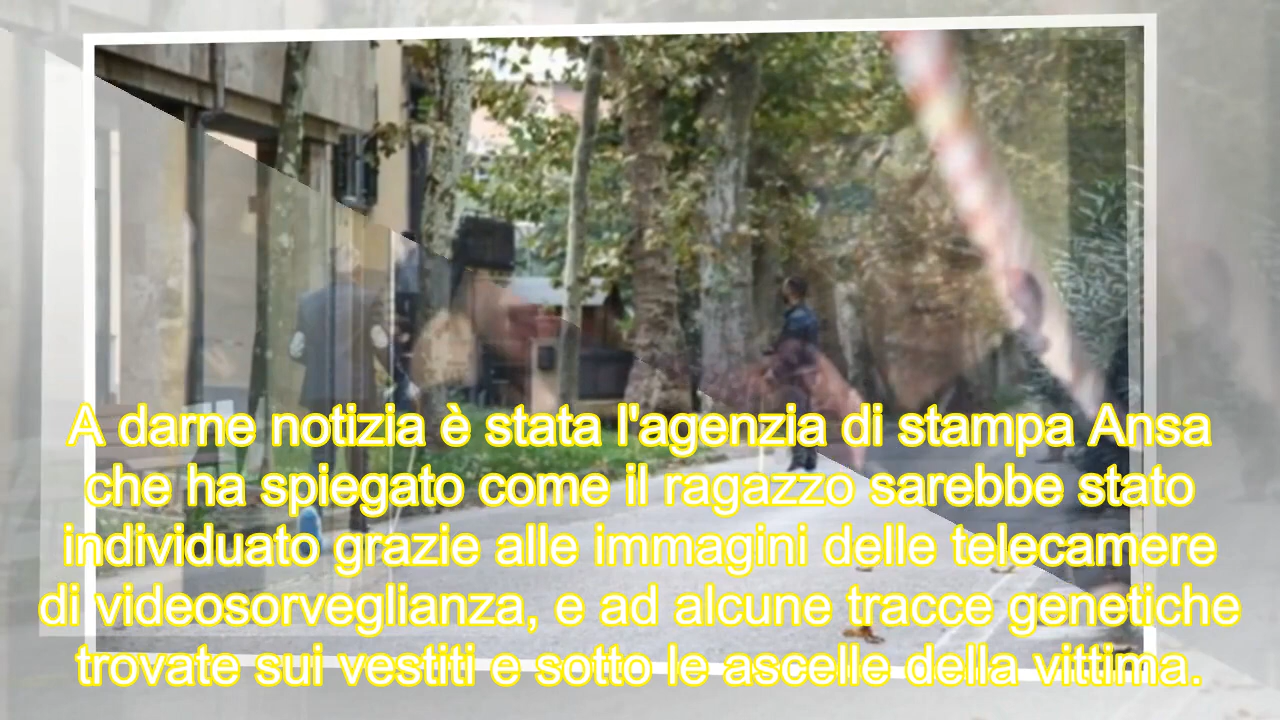 A darne notizia è stata l'agenzia di stampa Ansa
che ha spiegato come il ragazzo sarebbe stato
individuato grazie alle immagini delle telecamere
di videosorveglianza, e ad alcune tracce genetiche
trovate sui vestiti e sotto le ascelle della vittima.